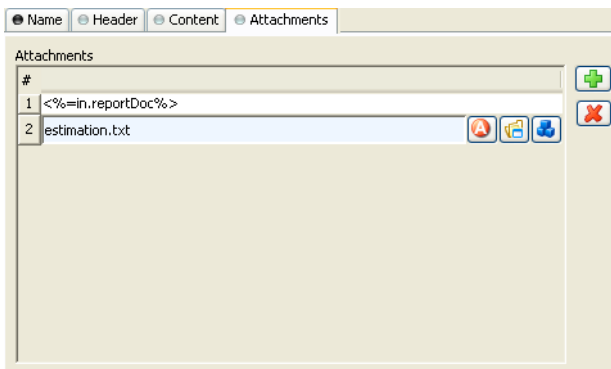 Name Header Content Attachments
Attachments
#
1 <%=in.reportDoc%>
2 estimation.txt A